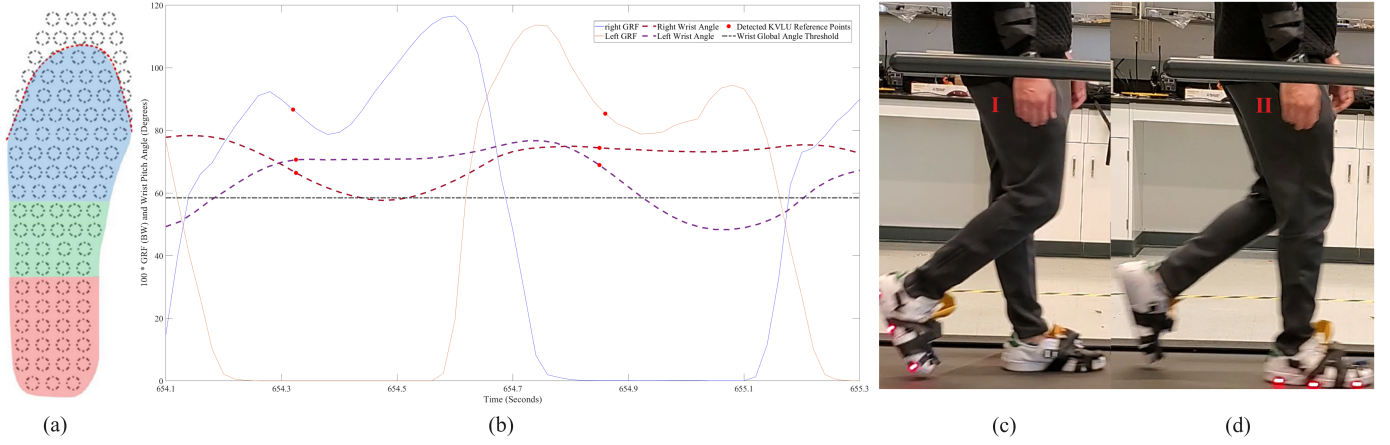 right GRF
Right Wrist Angle
Detected KVLU Reference Points
Left GRF
Left Wrist Angle
Wrist Global Angle Threshold
100 * GRF (BW) and Wrist Pitch Angle (Degrees)
120
100
80
60
40
20
0
654.1
654.3
654.5
654.7
654.9
655.1
655.3
Time (Seconds)
I
II
(a)
(b)
(c)
(d)